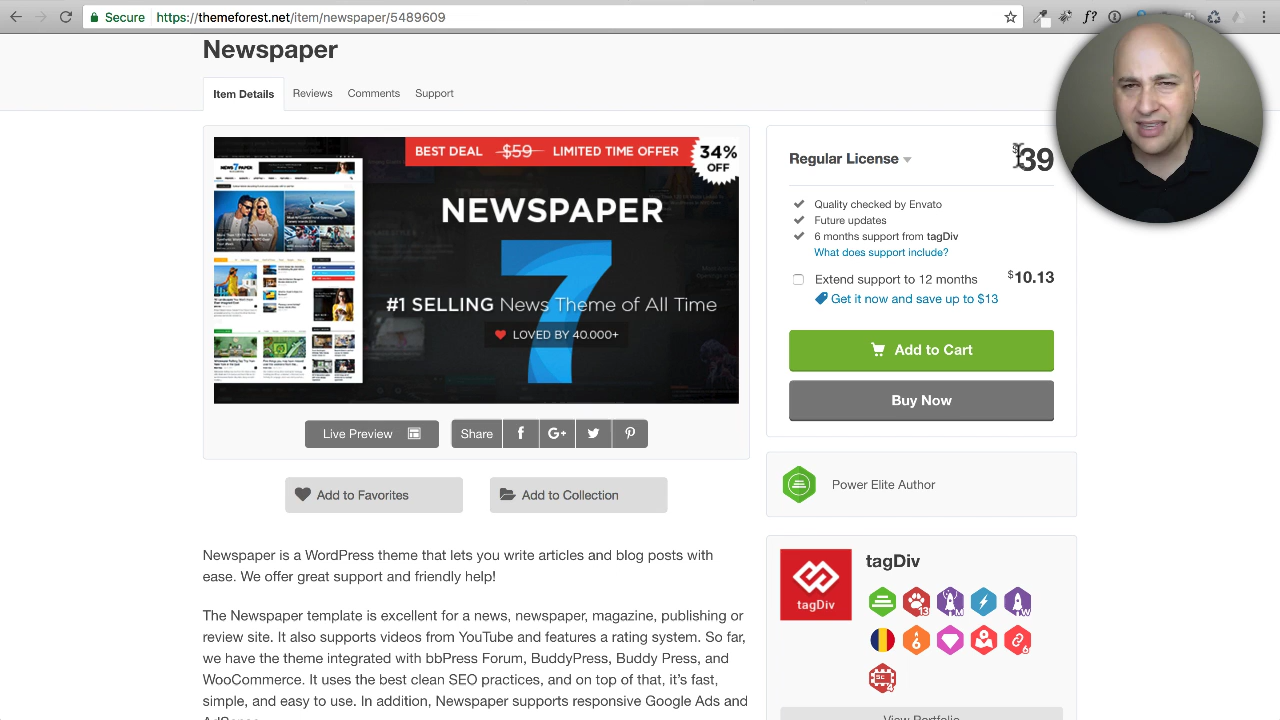 Secure https://themeforest.net/item/newspaper/5489609
Newspaper
Item Details Reviews Comments Support
BEST DEAL $59 LIMITED TIME OFFER
34%
OFF
NEWSPAPER
7
#1 SELLING News Theme of All Time
LOVED BY 40.000+
Live Preview
Share
Add to Favorites
Add to Collection
Newspaper is a WordPress theme that lets you write articles and blog posts with
ease. We offer great support and friendly help!
The Newspaper template is excellent for a news, newspaper, magazine, publishing or
review site. It also supports videos from YouTube and features a rating system. So far,
we have the theme integrated with bbPress Forum, BuddyPress, Buddy Press, and
WooCommerce. It uses the best clean SEO practices, and on top of that, it's fast,
simple, and easy to use. In addition, Newspaper supports responsive Google Ads and
AdSense.
Regular License $39
Quality checked by Envato
Future updates
6 months support from tagDiv
What does support include?
Extend support to 12 months $10.13
Get it now and save up to $13
Add to Cart
Buy Now
Power Elite Author
tagDiv
tagDiv
View Portfolio